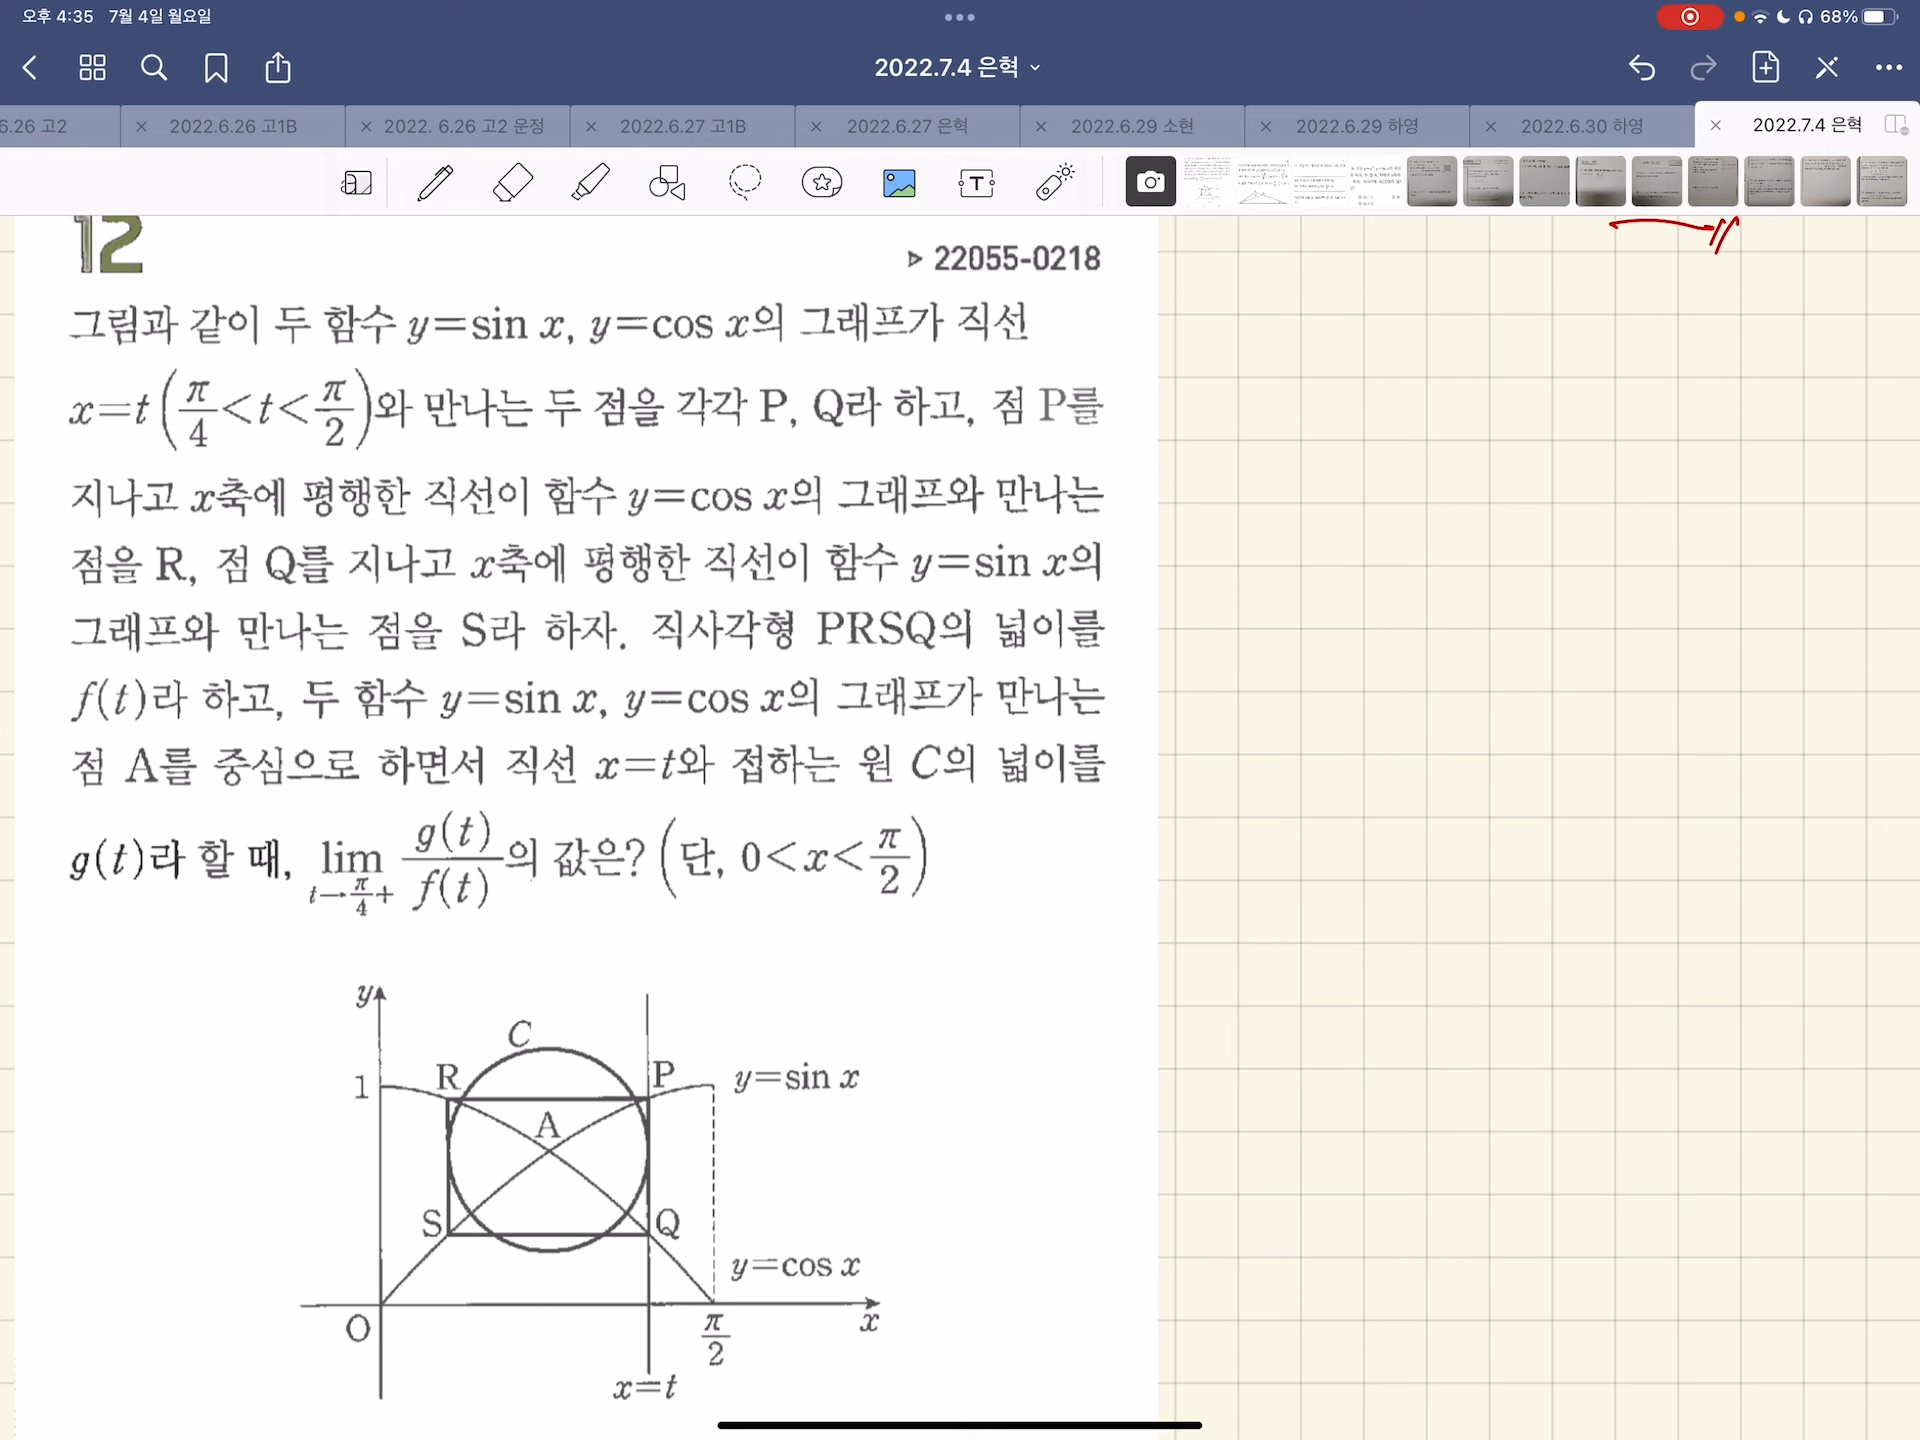 오후 4:35 7월 4일 월요일
68%
2022.7.4 은혁
6.26 고2
2022.6.26 고1B
2022. 6.26 고2 운정
2022.6.27 고1B
2022.6.27 은혁
2022.6.29 소현
2022.6.29 하영
2022.6.30 하영
2022.7.4 은혁
12
▷ 22055-0218
그림과 같이 두 함수 y=sin x, y=cos x의 그래프가 직선
x=t(π/4<t<π/2)와 만나는 두 점을 각각 P, Q라 하고, 점 P를
지나고 x축에 평행한 직선이 함수 y=cos x의 그래프와 만나는
점을 R, 점 Q를 지나고 x축에 평행한 직선이 함수 y=sin x의
그래프와 만나는 점을 S라 하자. 직사각형 PRSQ의 넓이를
f(t)라 하고, 두 함수 y=sin x, y=cos x의 그래프가 만나는
점 A를 중심으로 하면서 직선 x=t와 접하는 원 C의 넓이를
g(t)라 할 때, lim t→π/4+ g(t)/f(t)의 값은? (단, 0<x<π/2)
y
C
R
P
1
y=sin x
A
S
Q
y=cos x
O
π/2
x
x=t